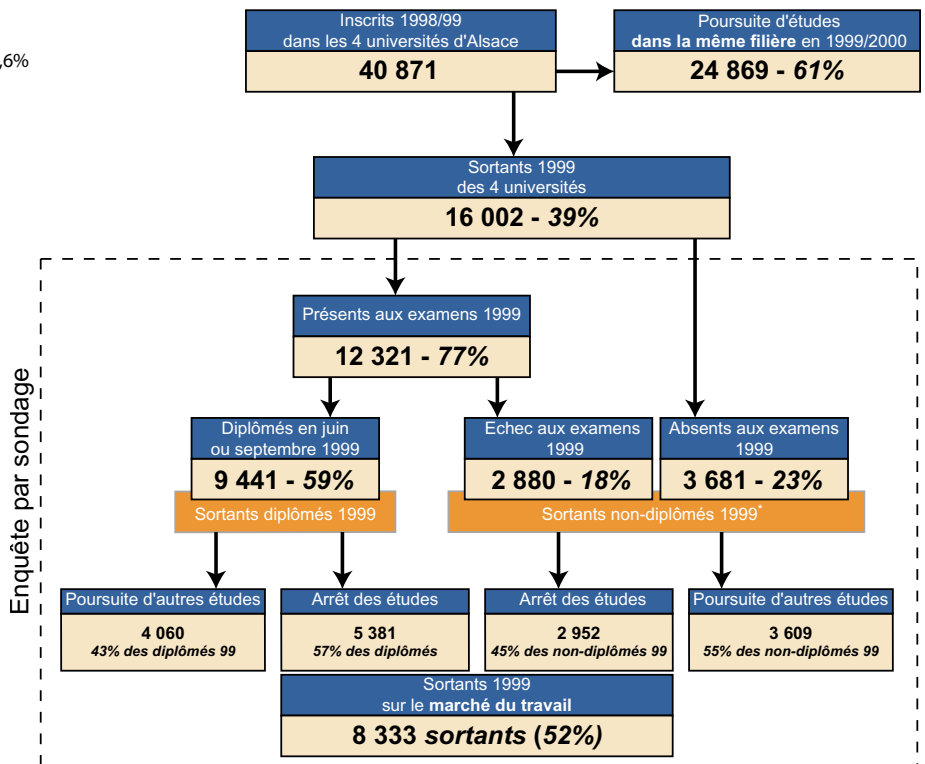 ,6%
Inscrits 1998/99
dans les 4 universités d'Alsace
40 871
Poursuite d'études
dans la même filière en 1999/2000
24 869 - 61%
Sortants 1999
des 4 universités
16 002 - 39%
Enquête par sondage
Présents aux examens 1999
12 321 - 77%
Diplômés en juin
ou septembre 1999
9 441 - 59%
Echec aux examens
1999
2 880 - 18%
Absents aux examens
1999
3 681 - 23%
Sortants diplômés 1999
Sortants non-diplômés 1999*
Poursuite d'autres études
4 060
43% des diplômés 99
Arrêt des études
5 381
57% des diplômés
Arrêt des études
2 952
45% des non-diplômés 99
Poursuite d'autres études
3 609
55% des non-diplômés 99
Sortants 1999
sur le marché du travail
8 333 sortants (52%)